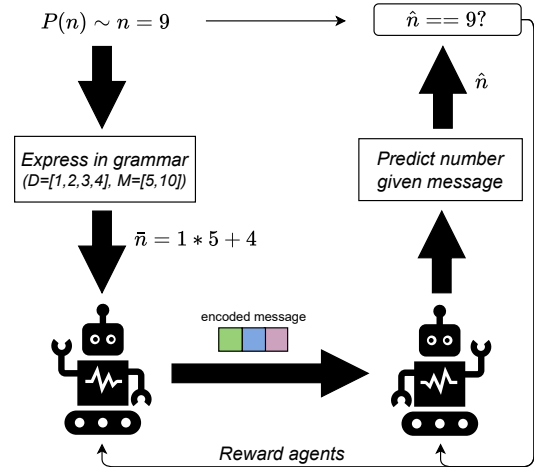 P(n) ∼ n = 9
n̂ == 9?
n̂
Express in grammar
(D=[1,2,3,4], M=[5,10])
Predict number
given message
n̄ = 1 * 5 + 4
encoded message
Reward agents